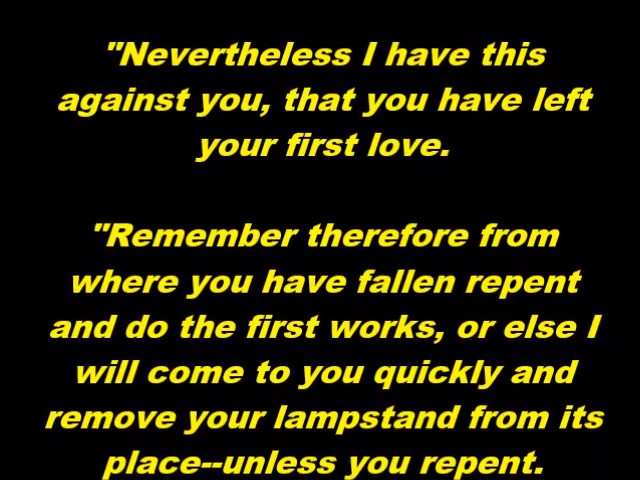 "Nevertheless I have this
against you, that you have left
your first love.
"Remember therefore from
where you have fallen repent
and do the first works, or else I
will come to you quickly and
remove your lampstand from its
place--unless you repent.